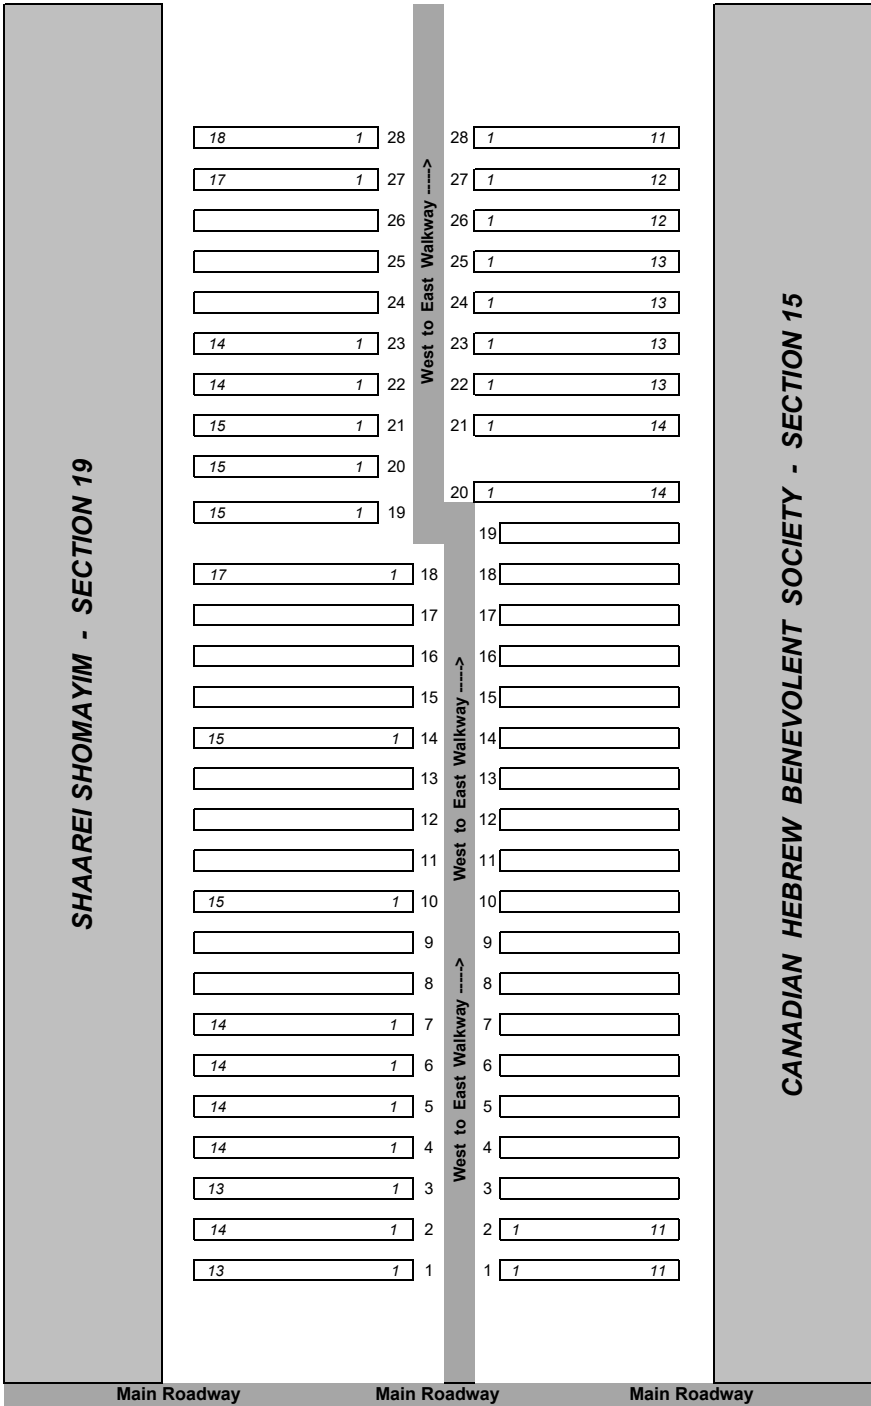 SHAAREI SHOMAYIM - SECTION 19
18 1 28 28 1 11
17 1 27 27 1 12
26 26 1 12
25 25 1 13
24 24 1 13
14 1 23 23 1 13
14 1 22 22 1 13
15 1 21 21 1 14
15 1 20
20 1 14
15 1 19
19
17 1 18 18
17 17
16 16
15 15
15 1 14 14
13 13
12 12
11 11
15 1 10 10
9 9
8 8
14 1 7 7
14 1 6 6
14 1 5 5
14 1 4 4
13 1 3 3
14 1 2 2 1 11
13 1 1 1 1 11
West to East Walkway ----->
West to East Walkway ----->
West to East Walkway ----->
CANADIAN HEBREW BENEVOLENT SOCIETY - SECTION 15
Main Roadway Main Roadway Main Roadway